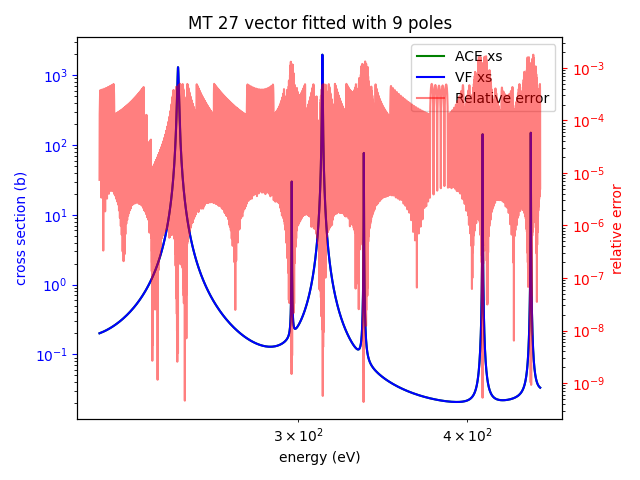 MT 27 vector fitted with 9 poles
ACE xs
VF xs
Relative error
cross section (b)
10³
10²
10¹
10⁰
10⁻¹
10⁻³
10⁻⁴
10⁻⁵
10⁻⁶
10⁻⁷
10⁻⁸
10⁻⁹
relative error
3 × 10²
4 × 10²
energy (eV)